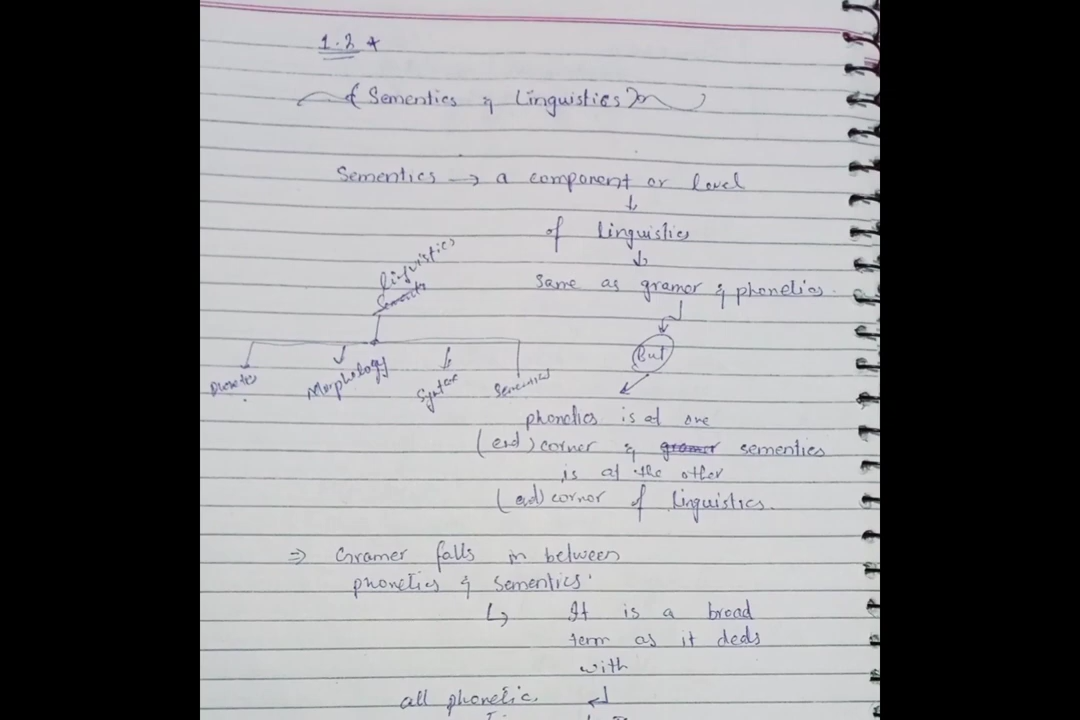 1.2 *
{ Sementics & Linguistics }
Sementics → a component or level
↓
of linguistics
↓
Same as gramer & phonetics.
But
linguistics
Phonetics
Morphology
Syntax
Sementics
phonetics is at one
(end) corner & sementics
is at the other
(end) corner of linguistics.
⇒ Gramer falls in between
phonetics & sementics.
↳ It is a broad
term as it deals
with
all phonetic